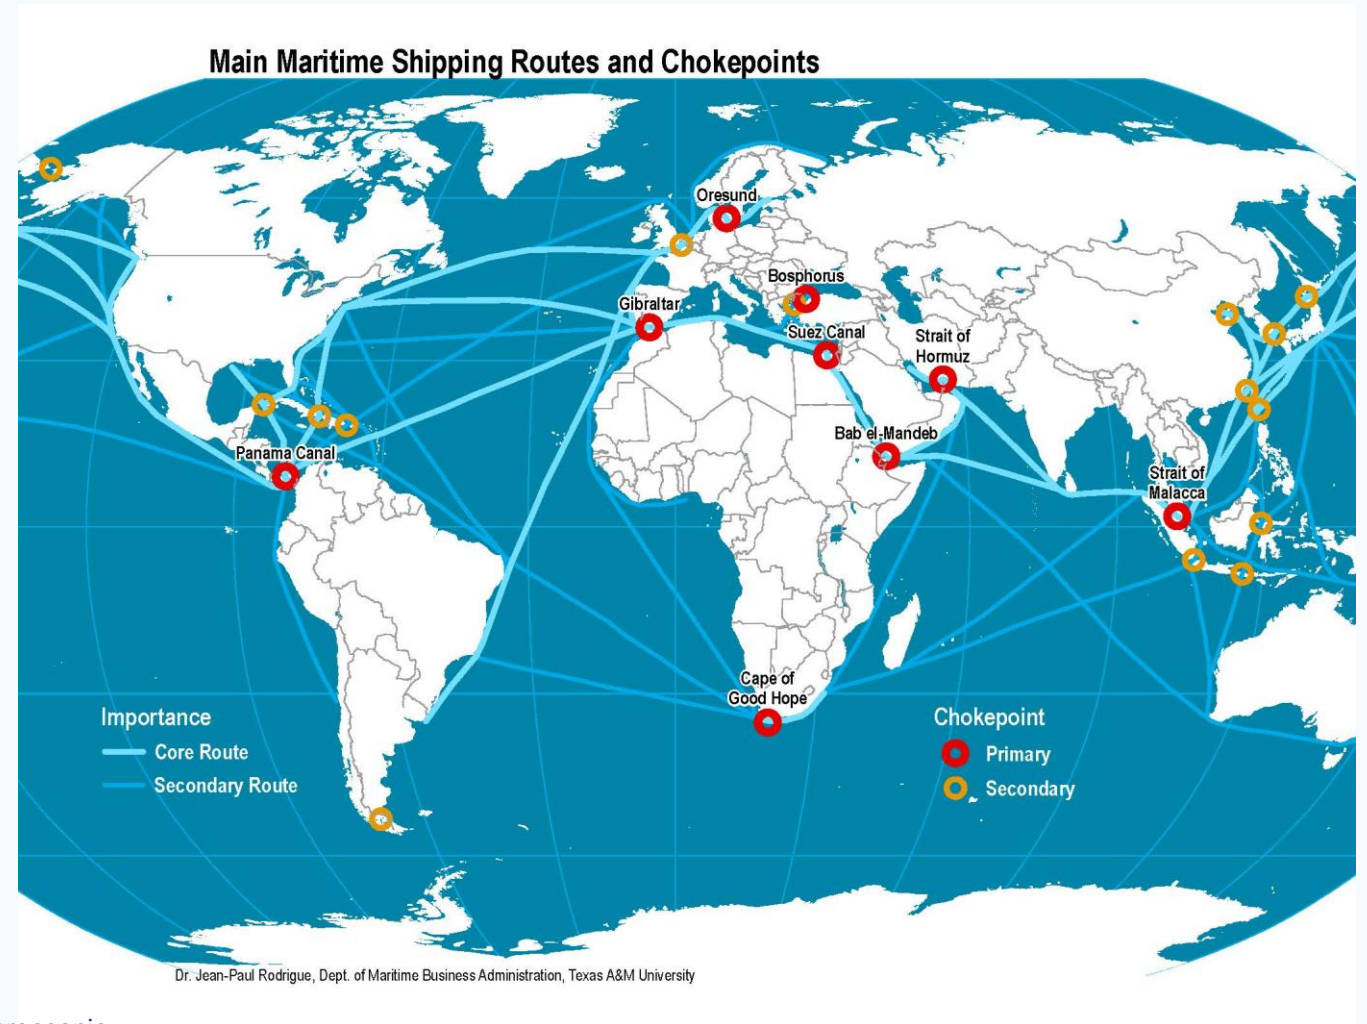 Main Maritime Shipping Routes and Chokepoints
Oresund
Bosphorus
Gibraltar
Suez Canal
Strait of
Hormuz
Bab el-Mandeb
Panama Canal
Strait of
Malacca
Cape of
Good Hope
Importance
Core Route
Secondary Route
Chokepoint
Primary
Secondary
Dr. Jean-Paul Rodrigue, Dept. of Maritime Business Administration, Texas A&M University